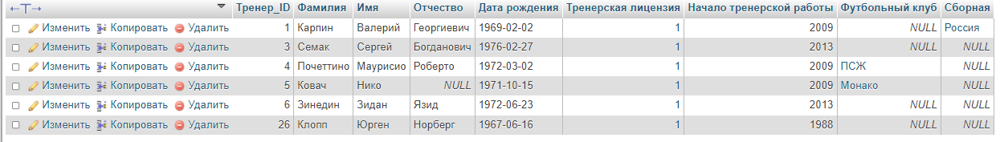 Тренер_ID Фамилия Имя Отчество Дата рождения Тренерская лицензия Начало тренерской работы Футбольный клуб Сборная
Изменить Копировать Удалить 1 Карпин Валерий Георгиевич 1969-02-02 1 2009 NULL Россия
Изменить Копировать Удалить 3 Семак Сергей Богданович 1976-02-27 1 2013 NULL NULL
Изменить Копировать Удалить 4 Почеттино Маурисио Роберто 1972-03-02 1 2009 ПСЖ NULL
Изменить Копировать Удалить 5 Ковач Нико NULL 1971-10-15 1 2009 Монако NULL
Изменить Копировать Удалить 6 Зинедин Зидан Язид 1972-06-23 1 2013 NULL NULL
Изменить Копировать Удалить 26 Клопп Юрген Норберг 1967-06-16 1 1988 NULL NULL